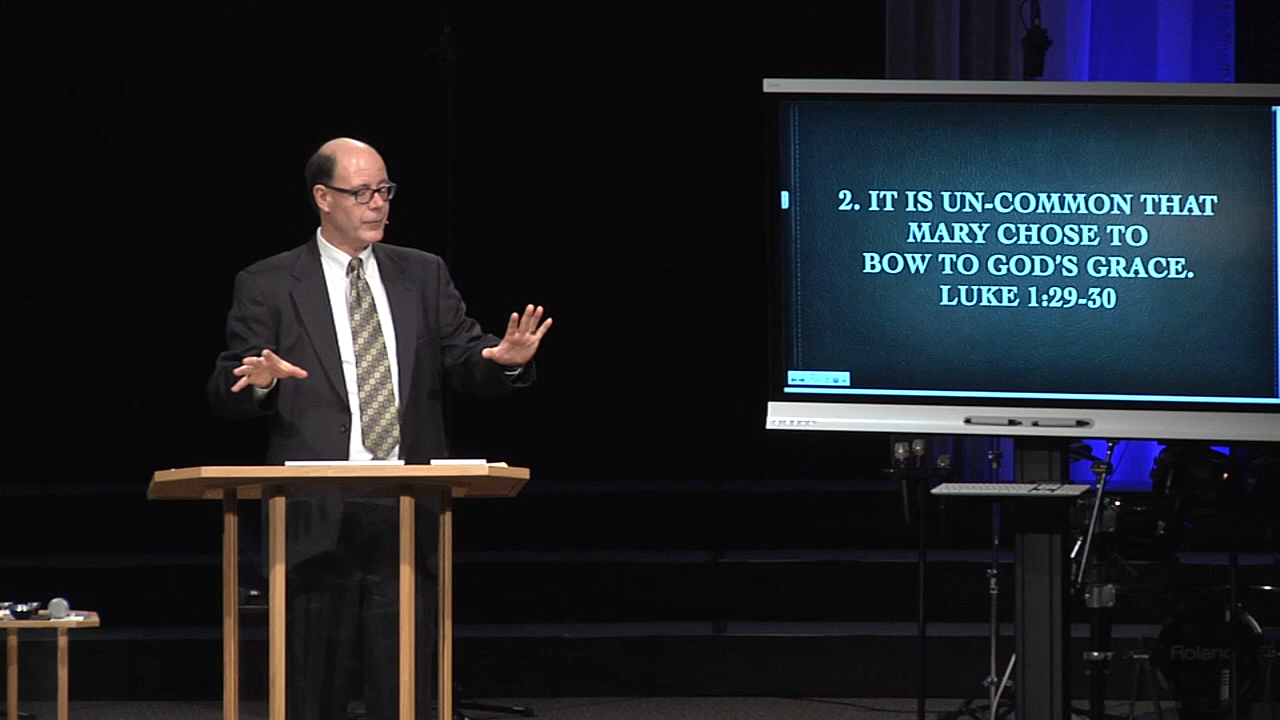 2. IT IS UN-COMMON THAT
MARY CHOSE TO
BOW TO GOD'S GRACE.
LUKE 1:29-30
Roland